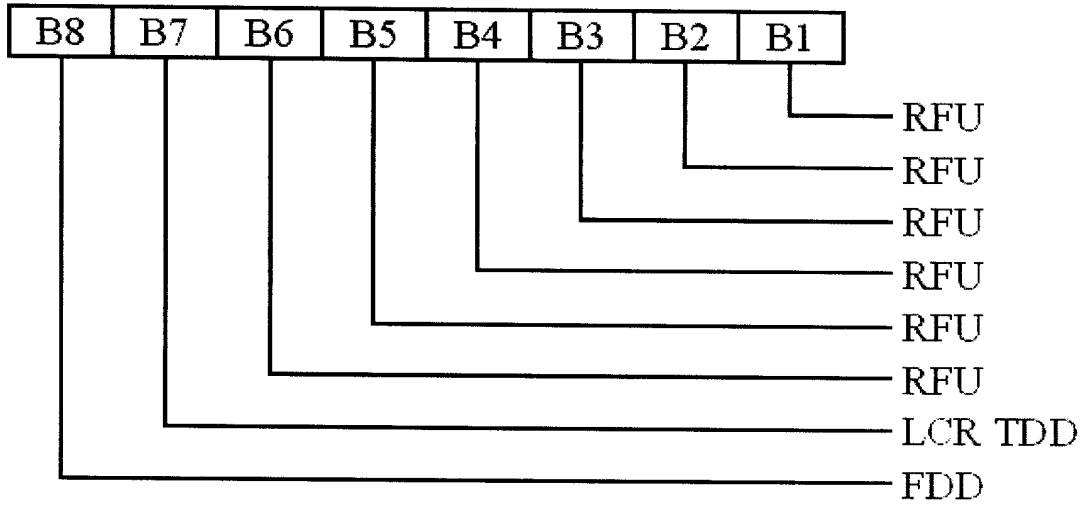 B8 B7 B6 B5 B4 B3 B2 B1
RFU
RFU
RFU
RFU
RFU
RFU
LCR TDD
FDD